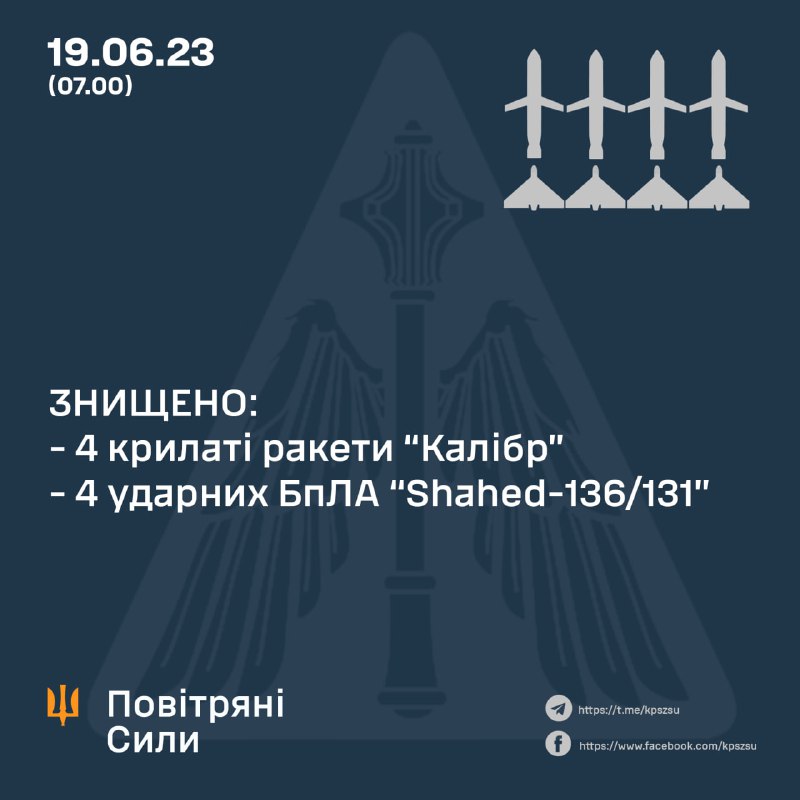 19.06.23
(07.00)
ЗНИЩЕНО:
- 4 крилаті ракети “Калібр”
- 4 ударних БпЛА “Shahed-136/131”
Повітряні
Сили
https://t.me/kpszsu
https://www.facebook.com/kpszsu